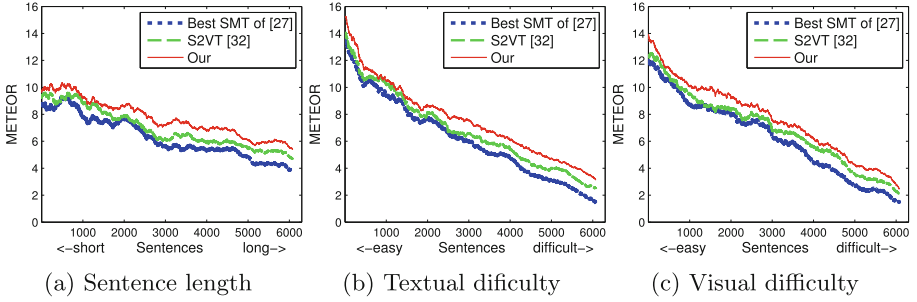 16
14
12
10
8
6
4
2
0
METEOR
Best SMT of [27]
S2VT [32]
Our
1000 2000 3000 4000 5000 6000
<-short Sentences long->
(a) Sentence length
16
14
12
10
8
6
4
2
0
METEOR
Best SMT of [27]
S2VT [32]
Our
1000 2000 3000 4000 5000 6000
<-easy Sentences difficult->
(b) Textual dificulty
16
14
12
10
8
6
4
2
0
METEOR
Best SMT of [27]
S2VT [32]
Our
1000 2000 3000 4000 5000 6000
<-easy Sentences difficult->
(c) Visual difficulty